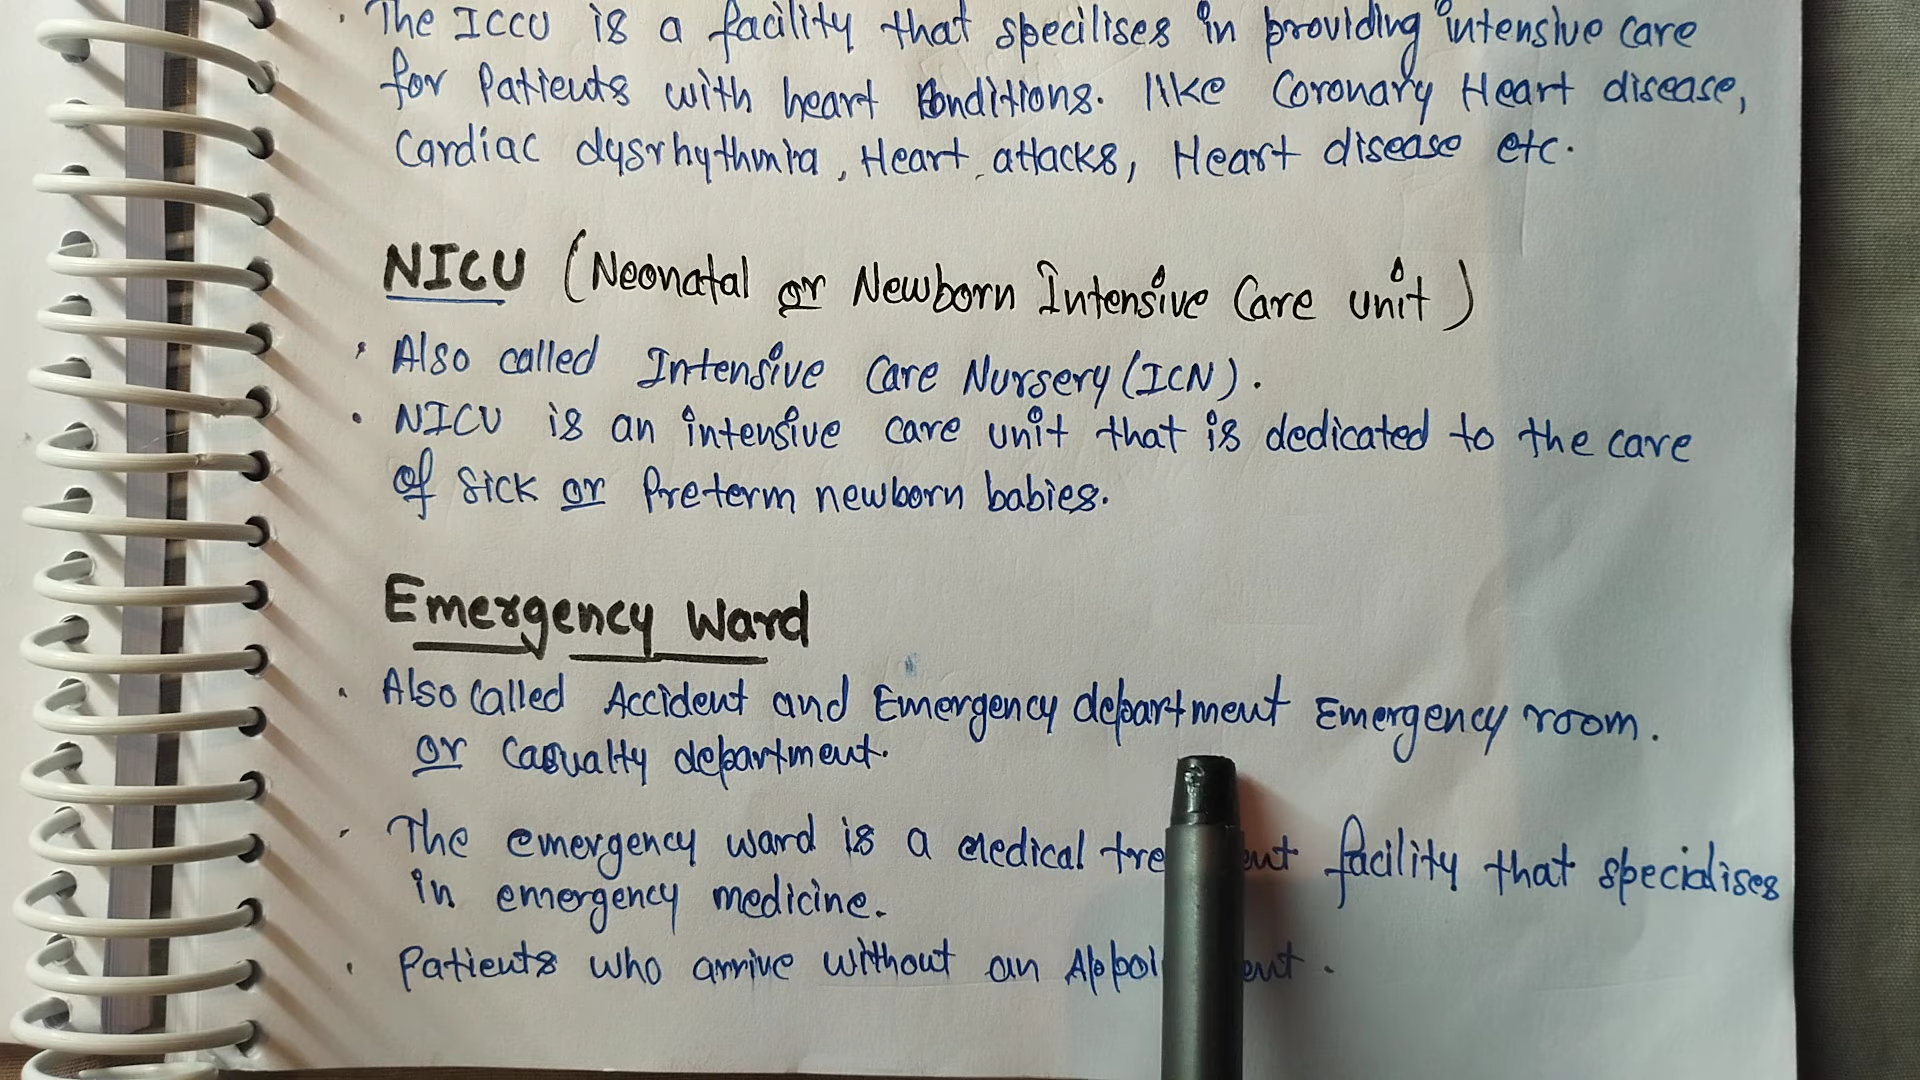 The ICCU is a facility that specilises in providing intensive care
for Patients with heart Conditions. like Coronary Heart disease,
Cardiac dysrhythmia, Heart attacks, Heart disease etc.
NICU (Neonatal or Newborn Intensive Care unit)
• Also called Intensive Care Nursery (ICN).
• NICU is an intensive care unit that is dedicated to the care
of Sick or Preterm newborn babies.
Emergency Ward
• Also Called Accident and Emergency department Emergency room.
or Casualty department.
• The emergency ward is a medical facility that specialises
in emergency medicine.
• Patients who arrive without an